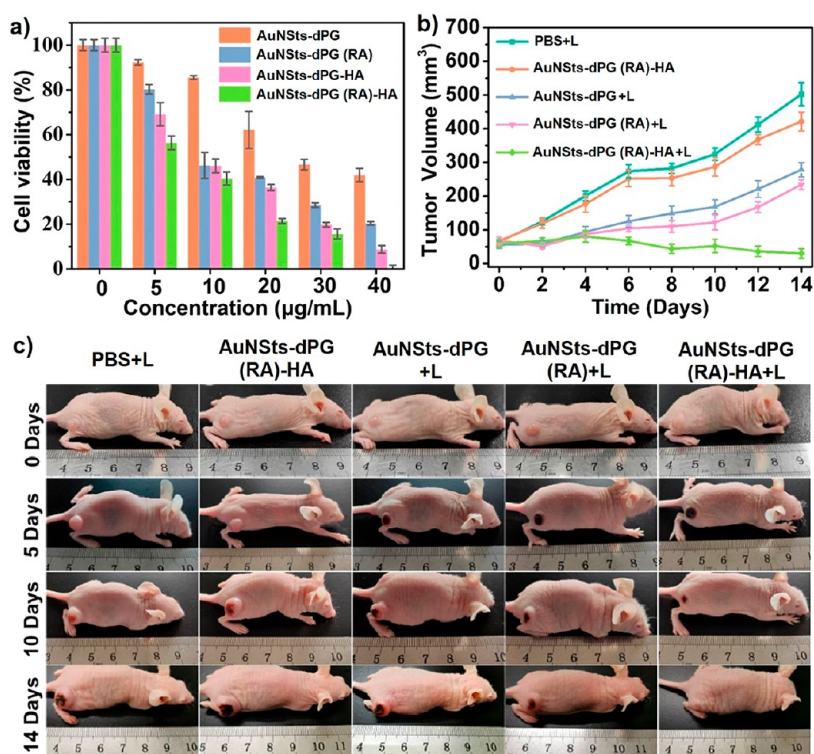 a)
Cell viability (%)
100
80
60
40
20
0
AuNSts-dPG
AuNSts-dPG (RA)
AuNSts-dPG-HA
AuNSts-dPG (RA)-HA
0 5 10 20 30 40
Concentration (μg/mL)
b)
Tumor Volume (mm³)
700
600
500
400
300
200
100
0
PBS+L
AuNSts-dPG (RA)-HA
AuNSts-dPG +L
AuNSts-dPG (RA)+L
AuNSts-dPG (RA)-HA+L
0 2 4 6 8 10 12 14
Time (Days)
c)
PBS+L
AuNSts-dPG
(RA)-HA
AuNSts-dPG
+L
AuNSts-dPG
(RA)+L
AuNSts-dPG
(RA)-HA+L
0 Days
5 Days
10 Days
14 Days